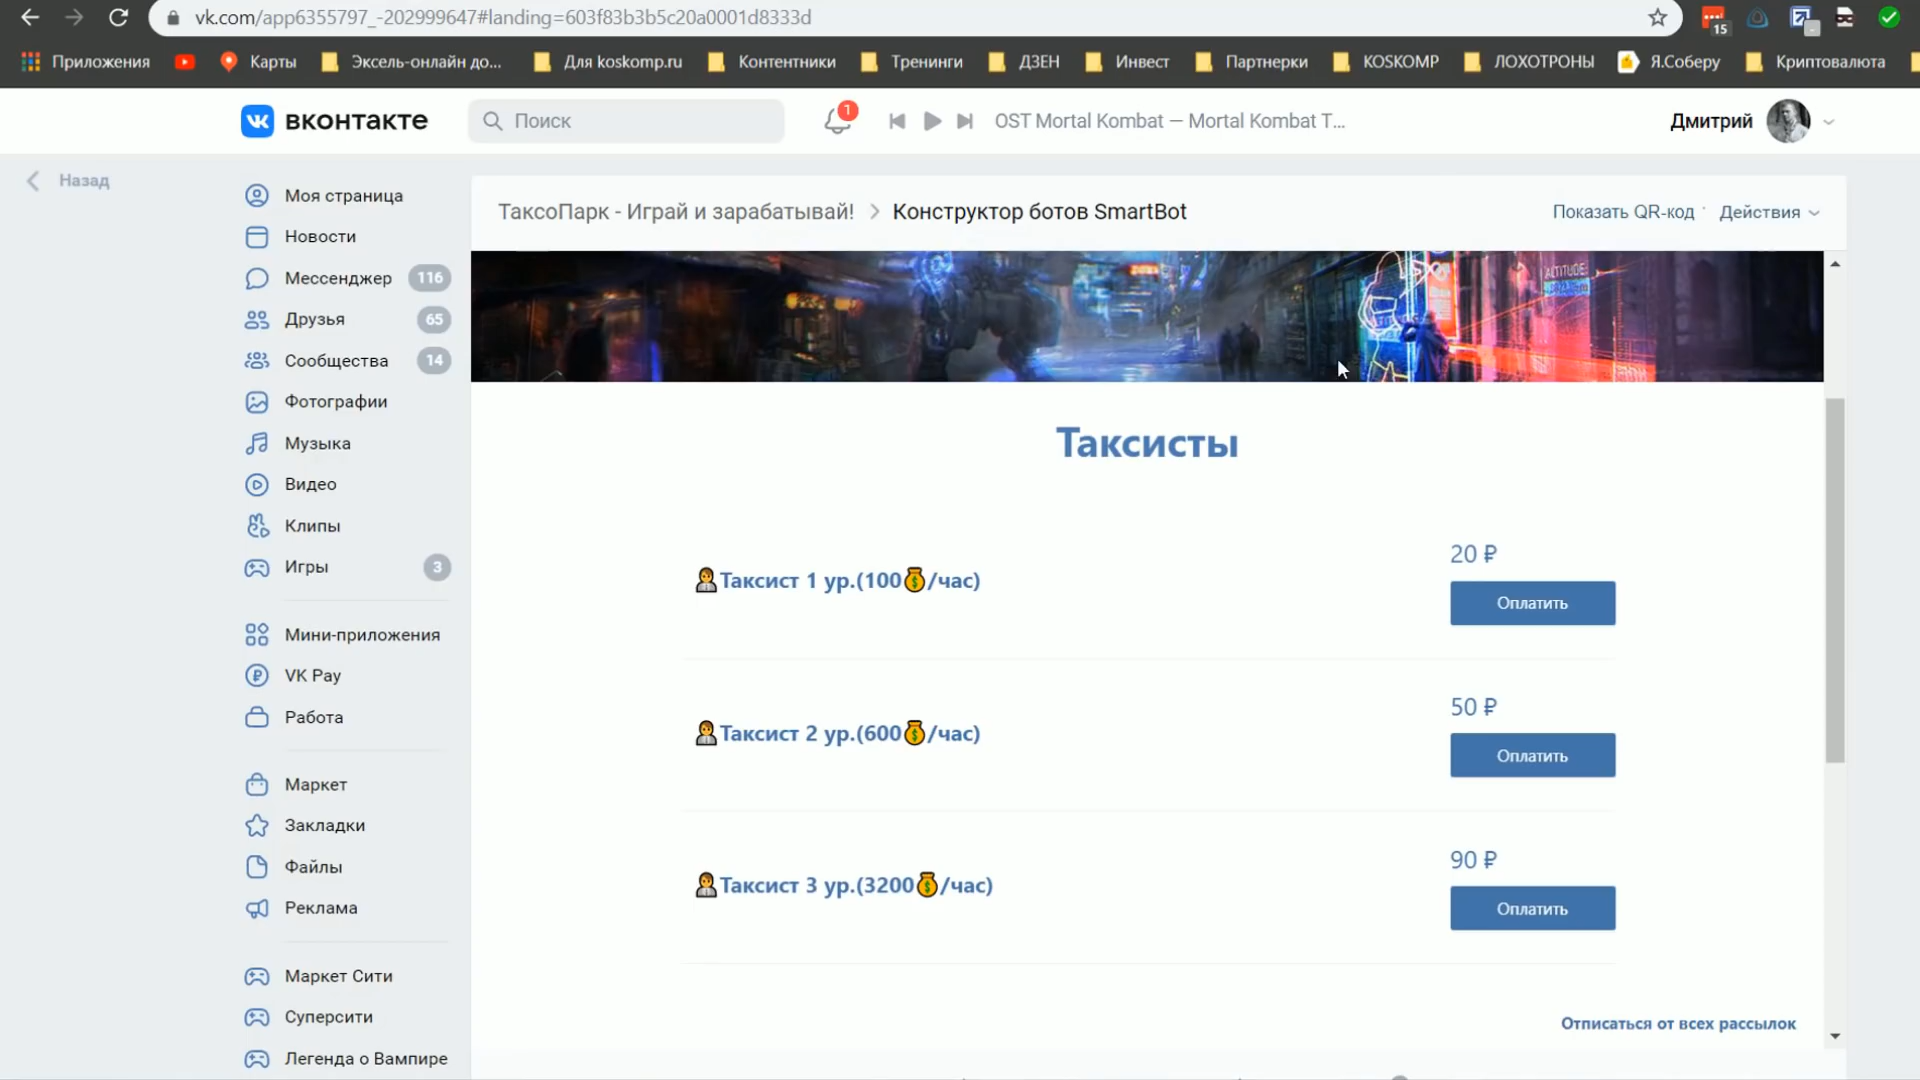 vk.com/app6355797_-202999647#landing=603f83b3b5c20a0001d8333d
15
Приложения
Карты
Эксель-онлайн до...
Для koskomp.ru
Контентники
Тренинги
ДЗЕН
Инвест
Партнерки
KOSKOMP
ЛОХОТРОНЫ
Я.Соберу
Криптовалюта
вконтакте
Поиск
1
OST Mortal Kombat — Mortal Kombat T...
Дмитрий
Назад
Моя страница
Новости
Мессенджер 116
Друзья 65
Сообщества 14
Фотографии
Музыка
Видео
Клипы
Игры 3
Мини-приложения
VK Pay
Работа
Маркет
Закладки
Файлы
Реклама
Маркет Сити
Суперсити
Легенда о Вампире
ТаксоПарк - Играй и зарабатывай! > Конструктор ботов SmartBot
Показать QR-код · Действия
ALTITUDE
Таксисты
Таксист 1 ур.(100💰/час)
20 ₽
Оплатить
Таксист 2 ур.(600💰/час)
50 ₽
Оплатить
Таксист 3 ур.(3200💰/час)
90 ₽
Оплатить
Отписаться от всех рассылок